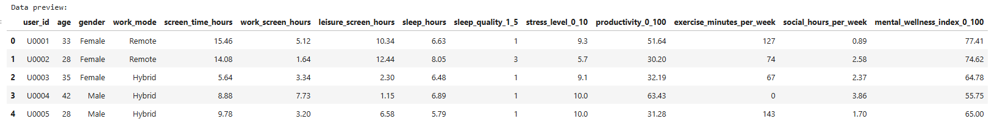 Data preview:
user_id age gender work_mode screen_time_hours work_screen_hours leisure_screen_hours sleep_hours sleep_quality_1_5 stress_level_0_10 productivity_0_100 exercise_minutes_per_week social_hours_per_week mental_wellness_index_0_100
0 U0001 33 Female Remote 15.46 5.12 10.34 6.63 1 9.3 51.64 127 0.89 77.41
1 U0002 28 Female Remote 14.08 1.64 12.44 8.05 3 5.7 30.20 74 2.58 74.62
2 U0003 35 Female Hybrid 5.64 3.34 2.30 6.48 1 9.1 32.19 67 2.37 64.78
3 U0004 42 Male Hybrid 8.88 7.73 1.15 6.89 1 10.0 63.43 0 3.86 55.75
4 U0005 28 Male Hybrid 9.78 3.20 6.58 5.79 1 10.0 31.28 143 1.70 65.00